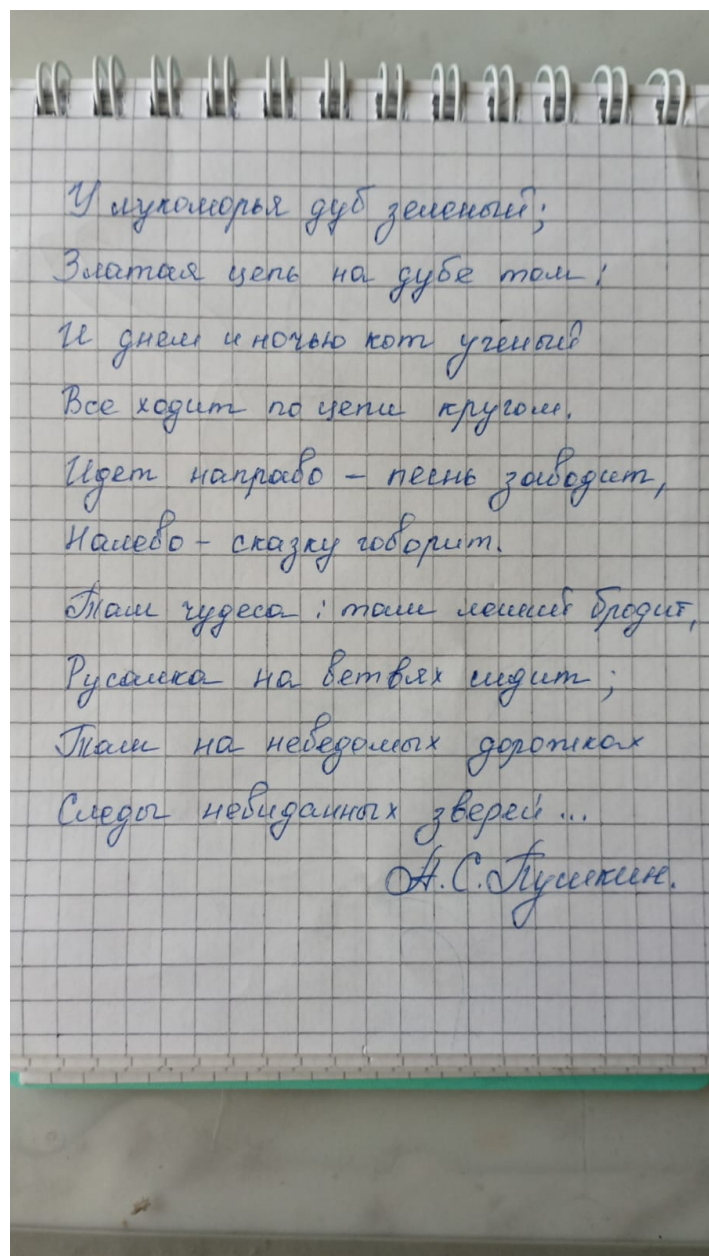 У лукоморья дуб зеленый;
Златая цепь на дубе том:
И днем и ночью кот ученый
Все ходит по цепи кругом.
Идет направо - песнь заводит,
Налево - сказку говорит.
Там чудеса: там леший бродит,
Русалка на ветвях сидит;
Там на неведомых дорожках
Следы невиданных зверей...
А.С.Пушкин.